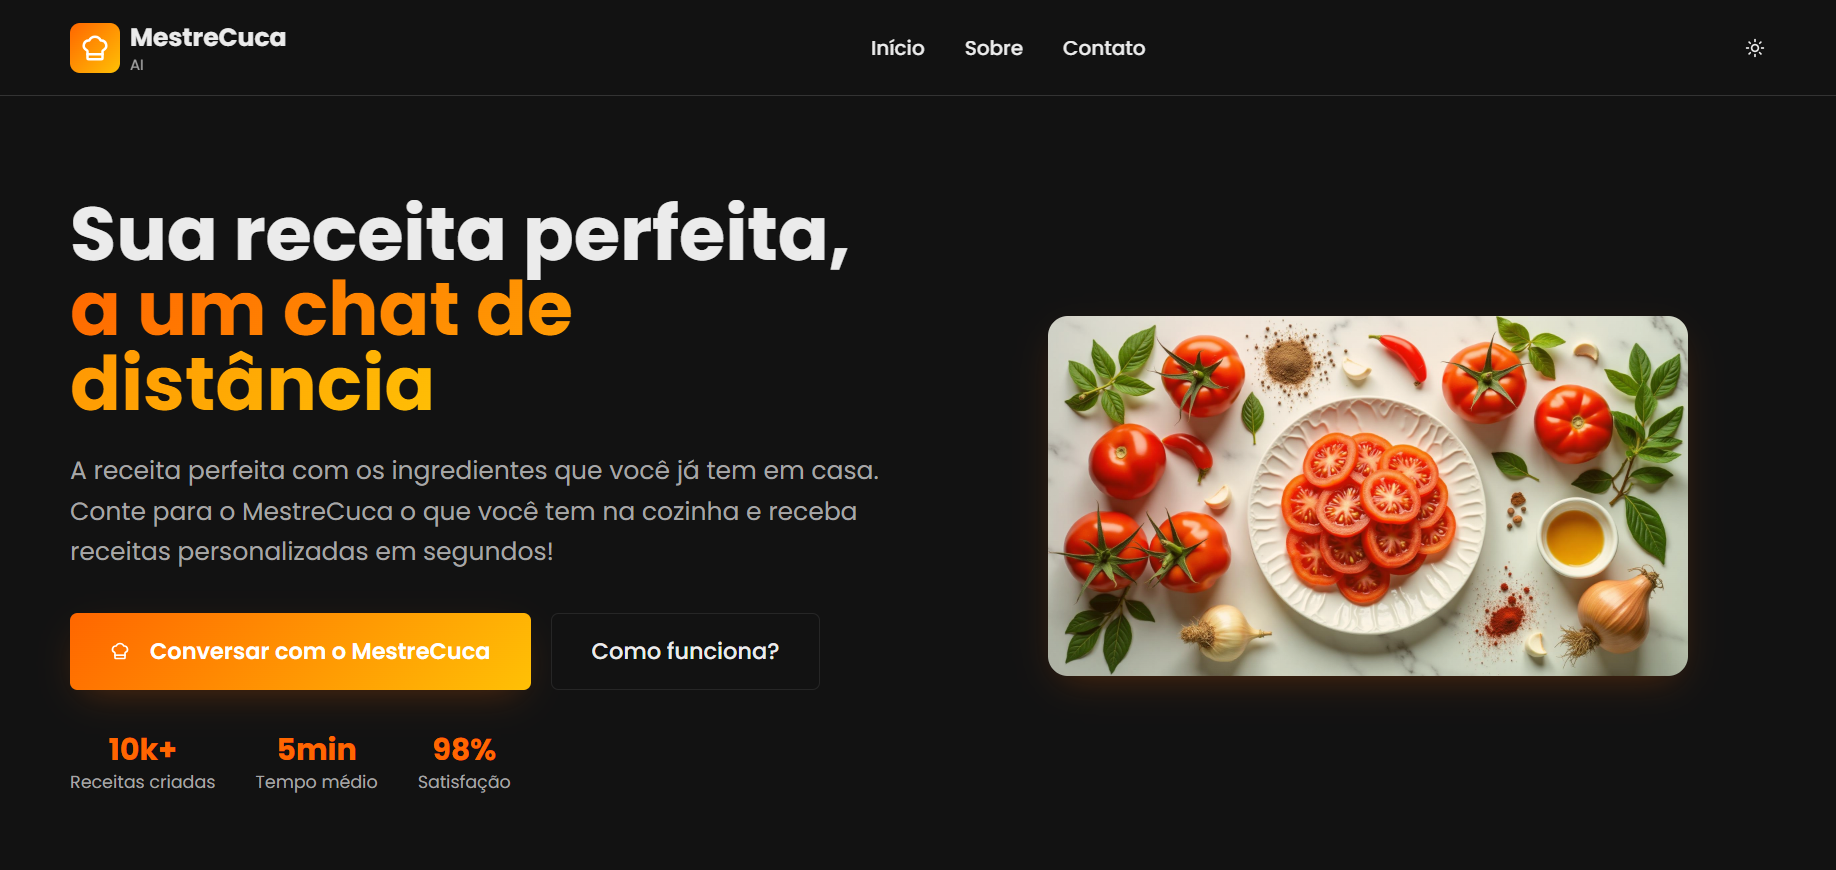 MestreCuca
AI
Início
Sobre
Contato
Sua receita perfeita,
a um chat de
distância
A receita perfeita com os ingredientes que você já tem em casa.
Conte para o MestreCuca o que você tem na cozinha e receba
receitas personalizadas em segundos!
Conversar com o MestreCuca
Como funciona?
10k+
Receitas criadas
5min
Tempo médio
98%
Satisfação